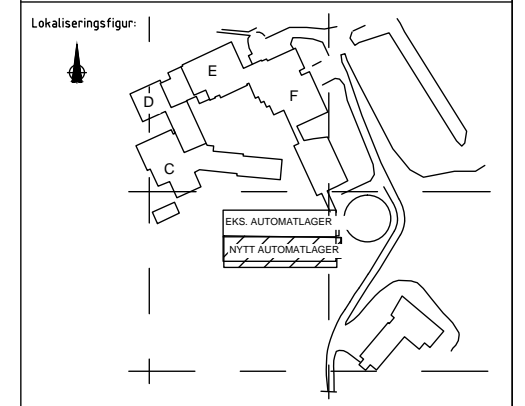 Lokaliseringsfigur:
E
D
F
C
EKS. AUTOMATLAGER
NYTT AUTOMATLAGER